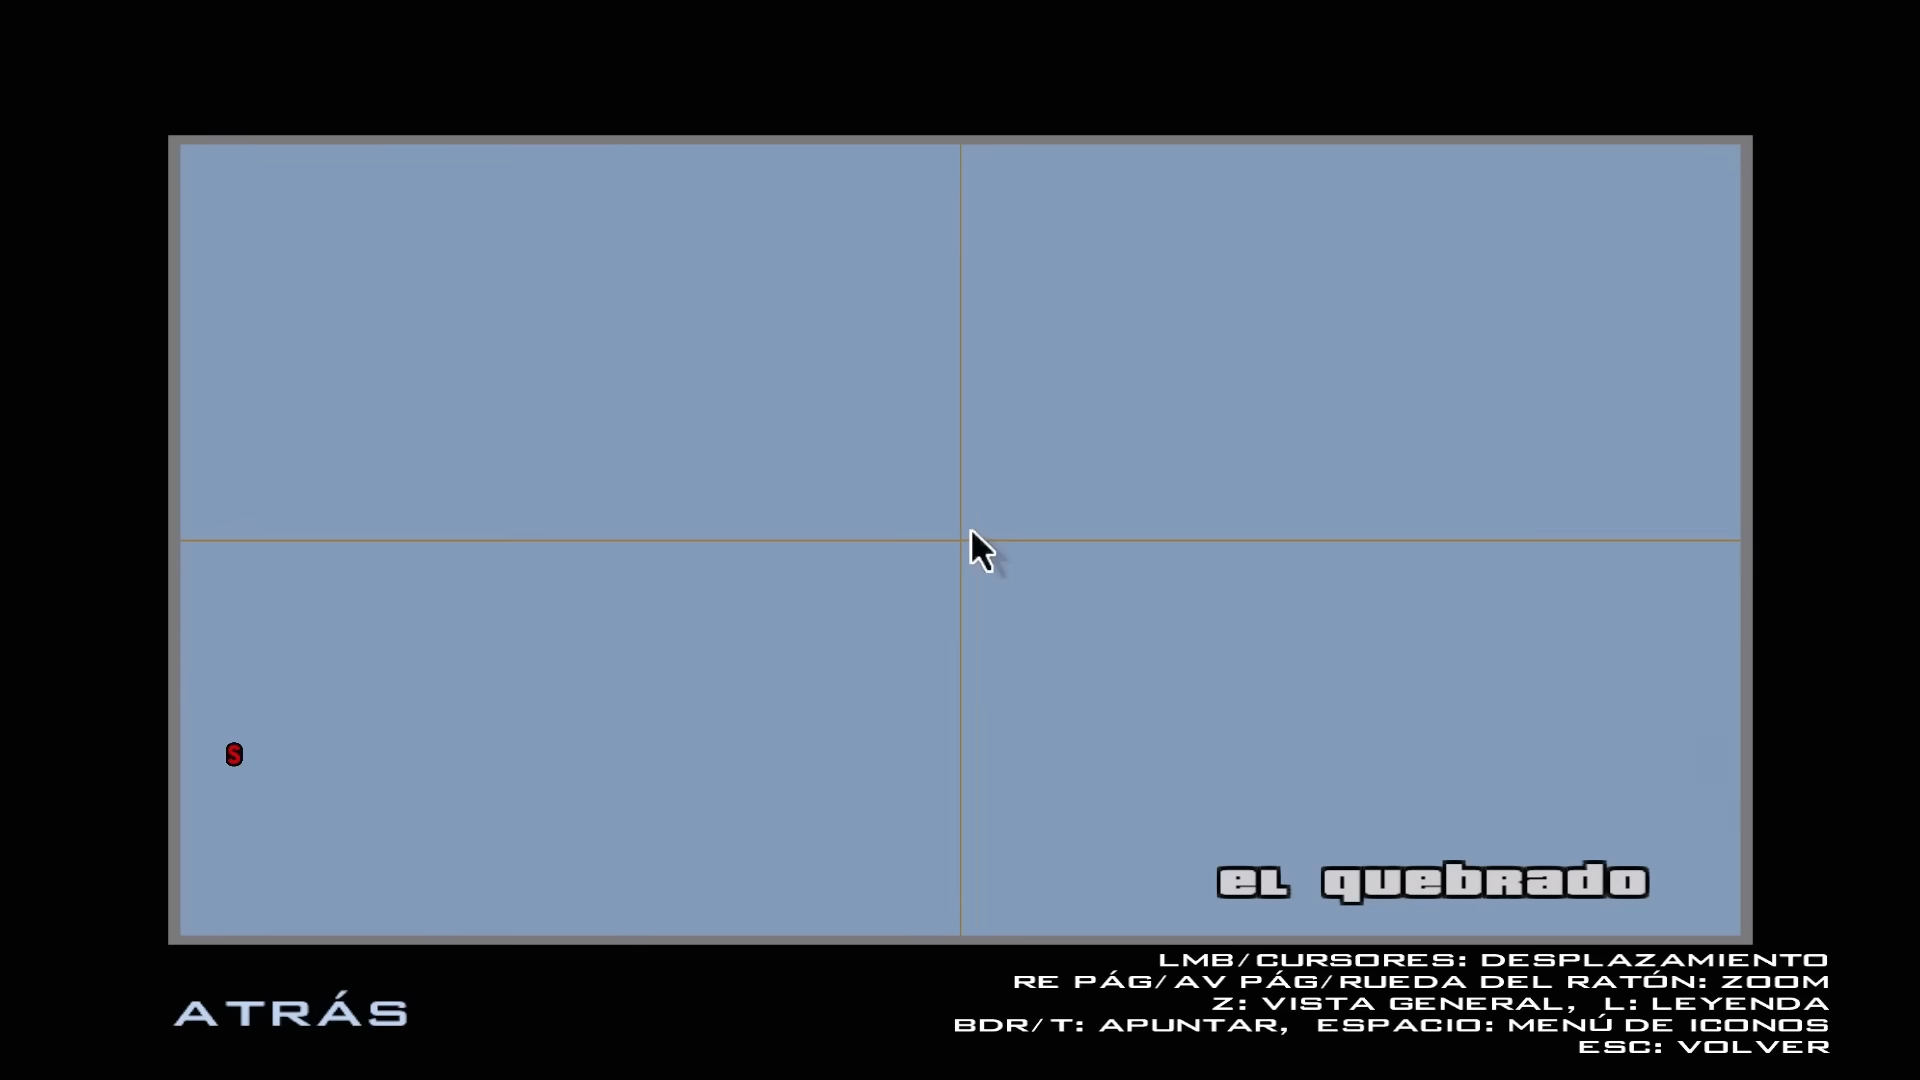 S
EL QUEBRADO
LMB/CURSORES: DESPLAZAMIENTO
RE PÁG/AV PÁG/RUEDA DEL RATÓN: ZOOM
Z: VISTA GENERAL, L: LEYENDA
ATRÁS
BDR/T: APUNTAR, ESPACIO: MENÚ DE ICONOS
ESC: VOLVER